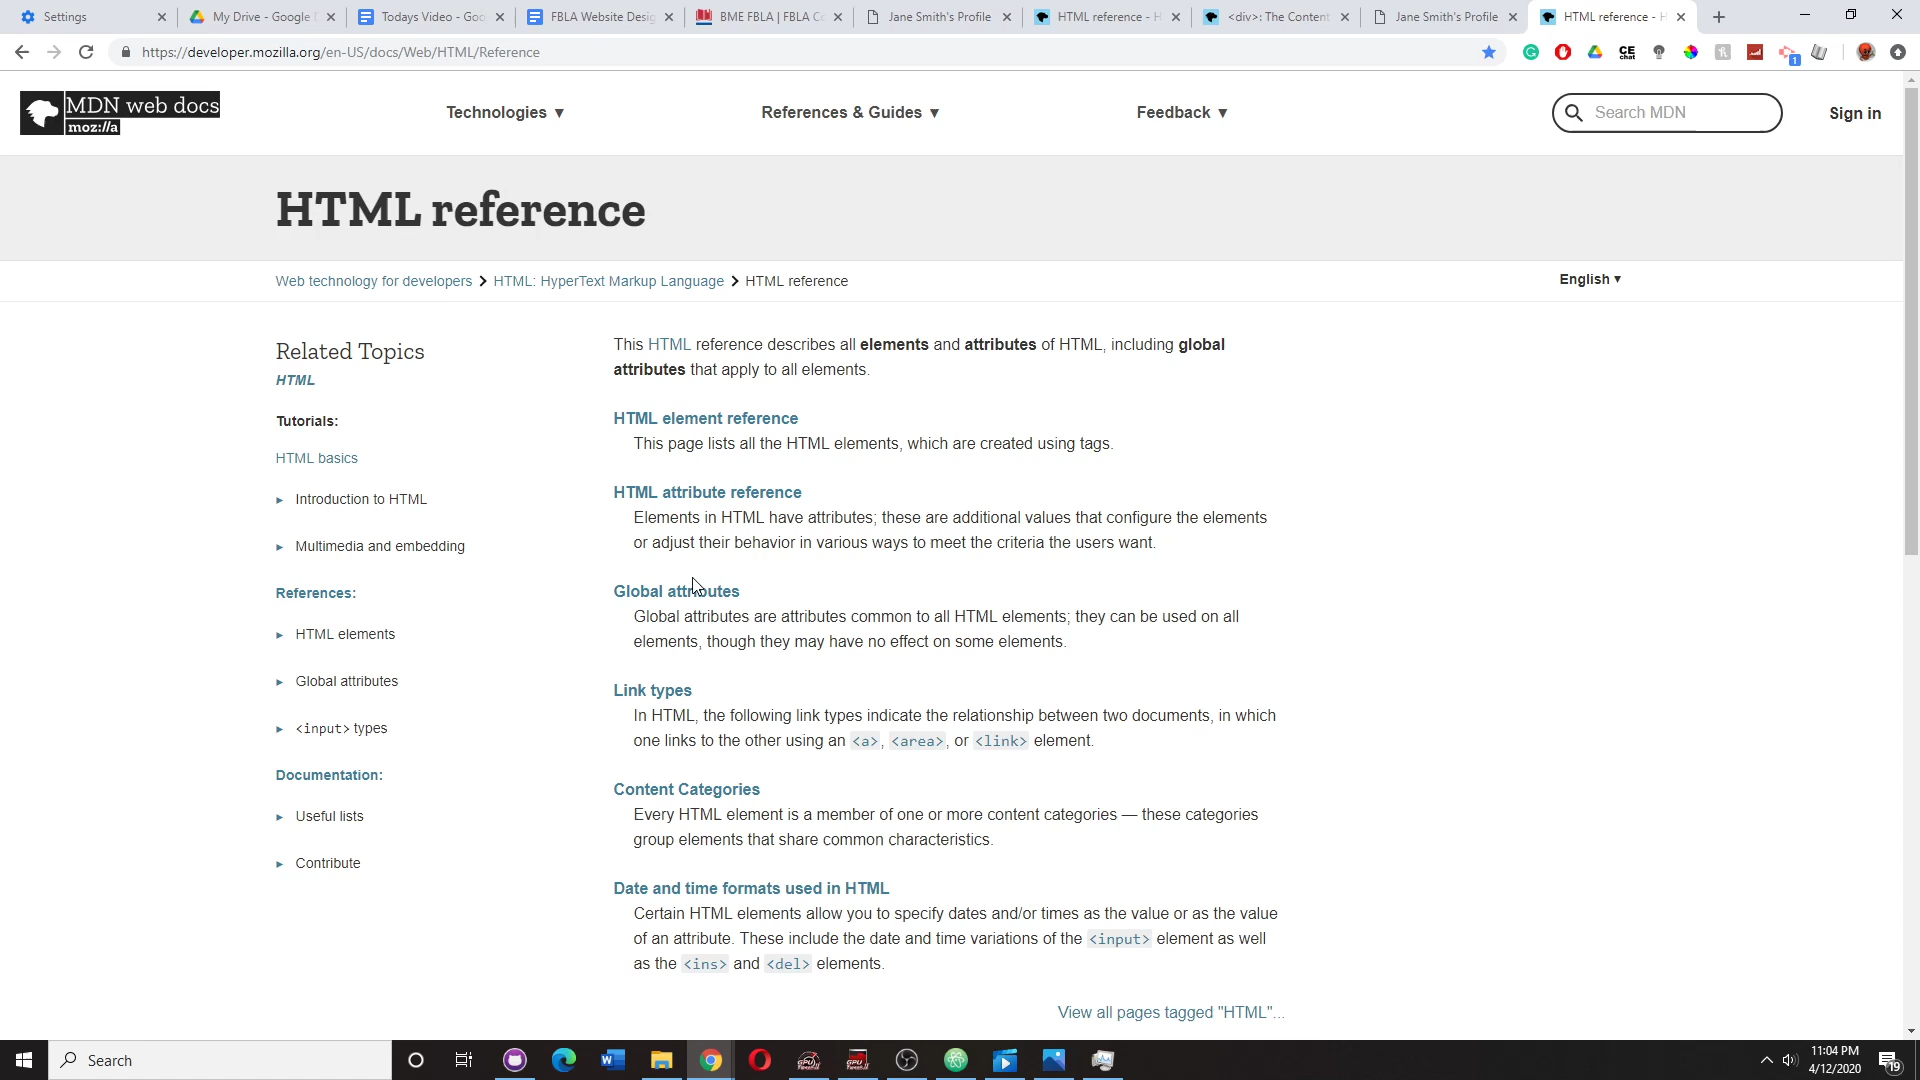 Settings
My Drive - Google D
Todays Video - Goo
FBLA Website Desig
BME FBLA | FBLA Co
Jane Smith's Profile
HTML reference - H
<div>: The Content
Jane Smith's Profile
HTML reference - H
https://developer.mozilla.org/en-US/docs/Web/HTML/Reference
CE
chat
1
MDN web docs
moz://a
Technologies ▼
References & Guides ▼
Feedback ▼
Search MDN
Sign in
HTML reference
Web technology for developers > HTML: HyperText Markup Language > HTML reference
English ▼
Related Topics
HTML
Tutorials:
HTML basics
► Introduction to HTML
► Multimedia and embedding
References:
► HTML elements
► Global attributes
► <input> types
Documentation:
► Useful lists
► Contribute
This HTML reference describes all elements and attributes of HTML, including global
attributes that apply to all elements.
HTML element reference
This page lists all the HTML elements, which are created using tags.
HTML attribute reference
Elements in HTML have attributes; these are additional values that configure the elements
or adjust their behavior in various ways to meet the criteria the users want.
Global attributes
Global attributes are attributes common to all HTML elements; they can be used on all
elements, though they may have no effect on some elements.
Link types
In HTML, the following link types indicate the relationship between two documents, in which
one links to the other using an <a>, <area>, or <link> element.
Content Categories
Every HTML element is a member of one or more content categories — these categories
group elements that share common characteristics.
Date and time formats used in HTML
Certain HTML elements allow you to specify dates and/or times as the value or as the value
of an attribute. These include the date and time variations of the <input> element as well
as the <ins> and <del> elements.
View all pages tagged "HTML"...
Search
11:04 PM
4/12/2020
19